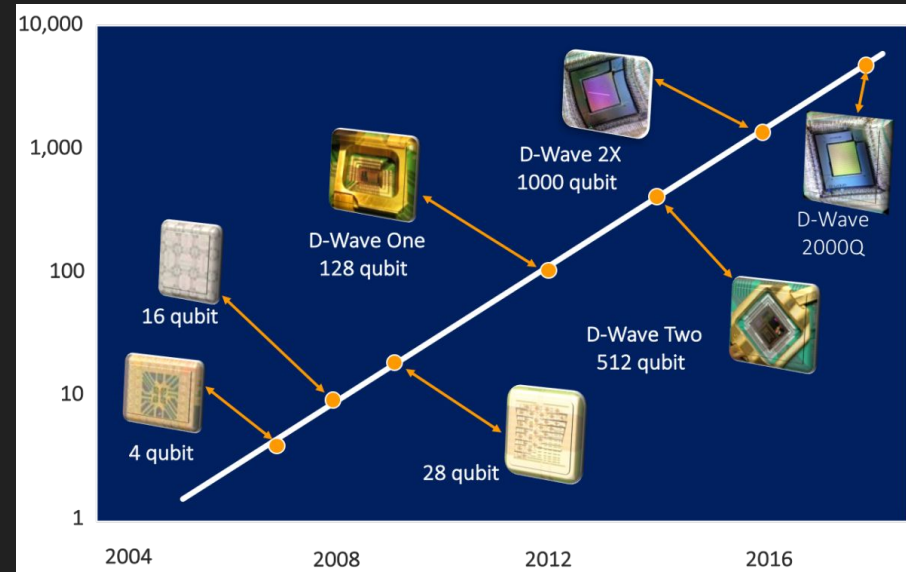 10,000
1,000
100
10
1
2004
2008
2012
2016
4 qubit
16 qubit
28 qubit
D-Wave One
128 qubit
D-Wave Two
512 qubit
D-Wave 2X
1000 qubit
D-Wave
2000Q